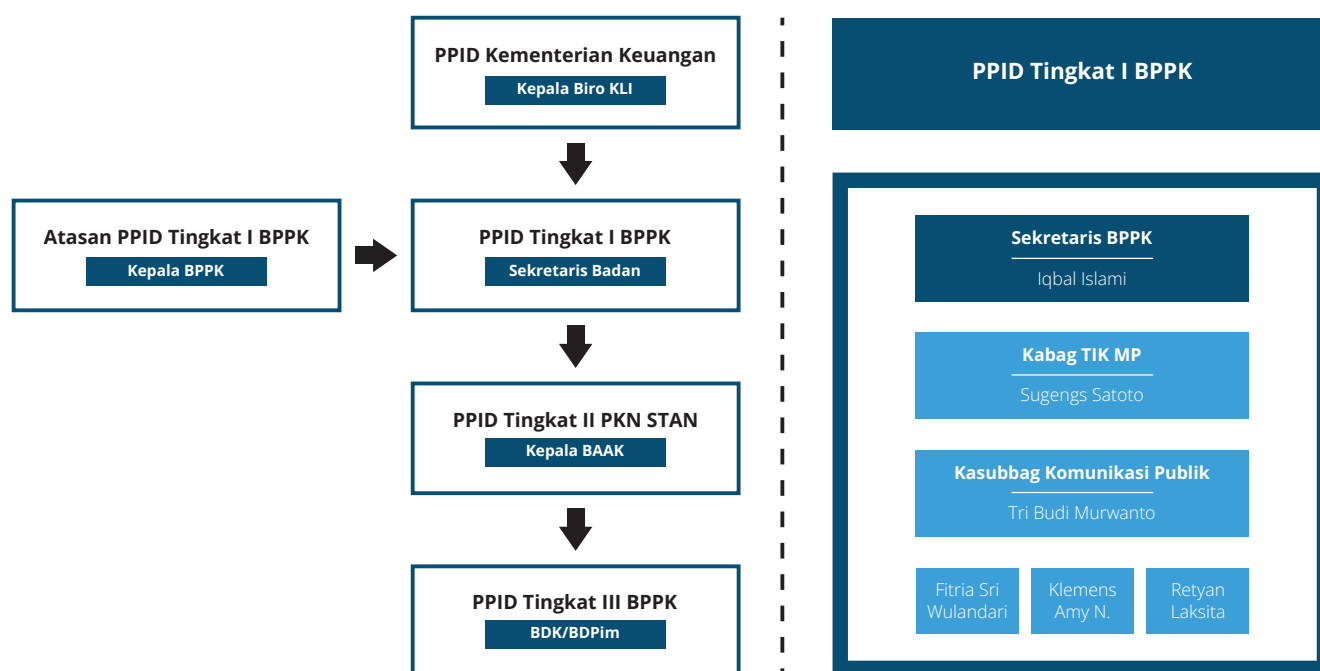 PPID Kementerian Keuangan
Kepala Biro KLI
Atasan PPID Tingkat I BPPK
Kepala BPPK
PPID Tingkat I BPPK
Sekretaris Badan
PPID Tingkat II PKN STAN
Kepala BAAK
PPID Tingkat III BPPK
BDK/BDPim
PPID Tingkat I BPPK
Sekretaris BPPK
Iqbal Islami
Kabag TIK MP
Sugengs Satoto
Kasubbag Komunikasi Publik
Tri Budi Murwanto
Fitria Sri
Wulandari
Klemens
Amy N.
Retyan
Laksita